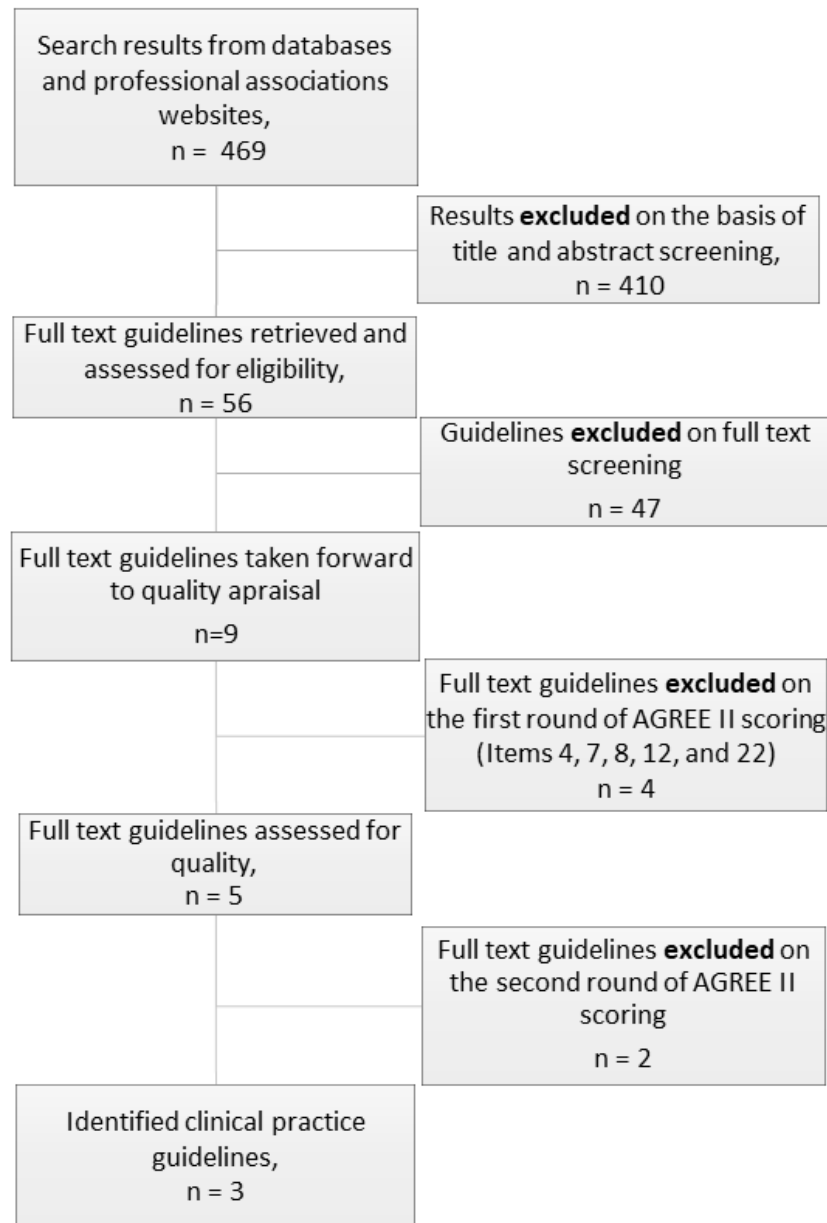 Search results from databases
and professional associations
websites,
n =  469
Results excluded on the basis of
title and abstract screening,
n = 410
Full text guidelines retrieved and
assessed for eligibility,
n = 56
Guidelines excluded on full text
screening
n = 47
Full text guidelines taken forward
to quality apraisal
n=9
Full text guidelines excluded on
the first round of AGREE II scoring
(Items 4, 7, 8, 12, and 22)
n = 4
Full text guidelines assessed for
quality,
n = 5
Full text guidelines excluded on
the second round of AGREE II
scoring
n = 2
Identified clinical practice
guidelines,
n = 3